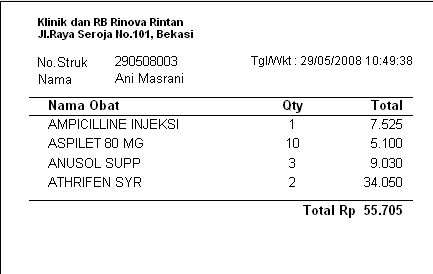 Klinik dan RB Rinova Rintan
Jl.Raya Seroja No.101, Bekasi
No.Struk 290508003 Tgl/Wkt : 29/05/2008 10:49:38
Nama Ani Masrani
Nama Obat Qty Total
AMPICILLINE INJEKSI 1 7.525
ASPILET 80 MG 10 5.100
ANUSOL SUPP 3 9.030
ATHRIFEN SYR 2 34.050
Total Rp 55.705